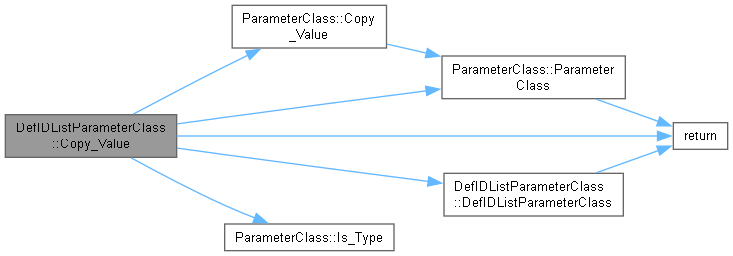 ParameterClass::Copy
_Value
ParameterClass::Parameter
Class
DefIDListParameterClass
::Copy_Value
return
DefIDListParameterClass
::DefIDListParameterClass
ParameterClass::Is_Type